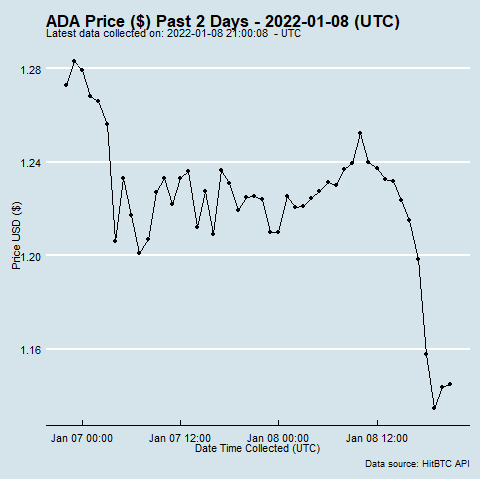 ADA Price ($) Past 2 Days - 2022-01-08 (UTC)
Latest data collected on: 2022-01-08 21:00:08 - UTC
1.28
1.24
1.20
1.16
Price USD ($)
Jan 07 00:00 Jan 07 12:00 Jan 08 00:00 Jan 08 12:00
Date Time Collected (UTC)
Data source: HitBTC API